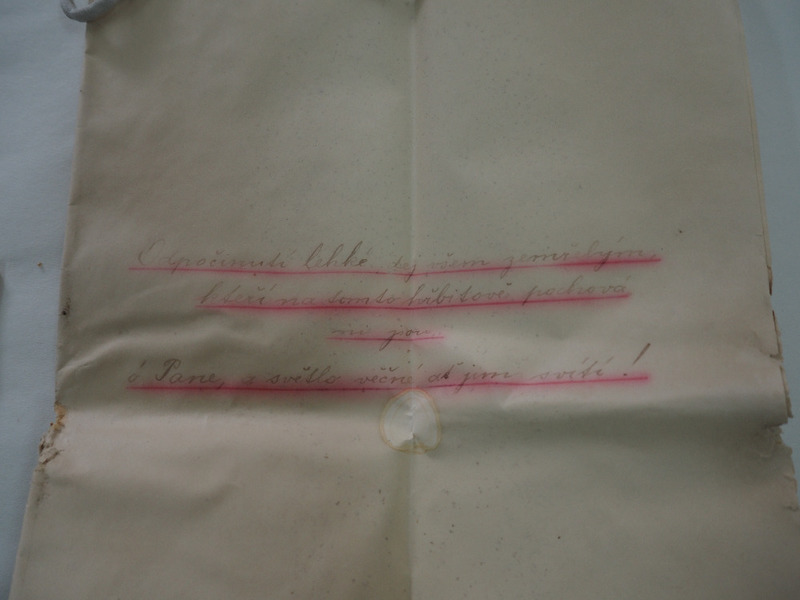 Odpočinutí lehké, dej všem zemřelým,
kteří na tomto hřbitově pochová
ni jsou
ó Pane, a světlo věčné ať jim svítí!